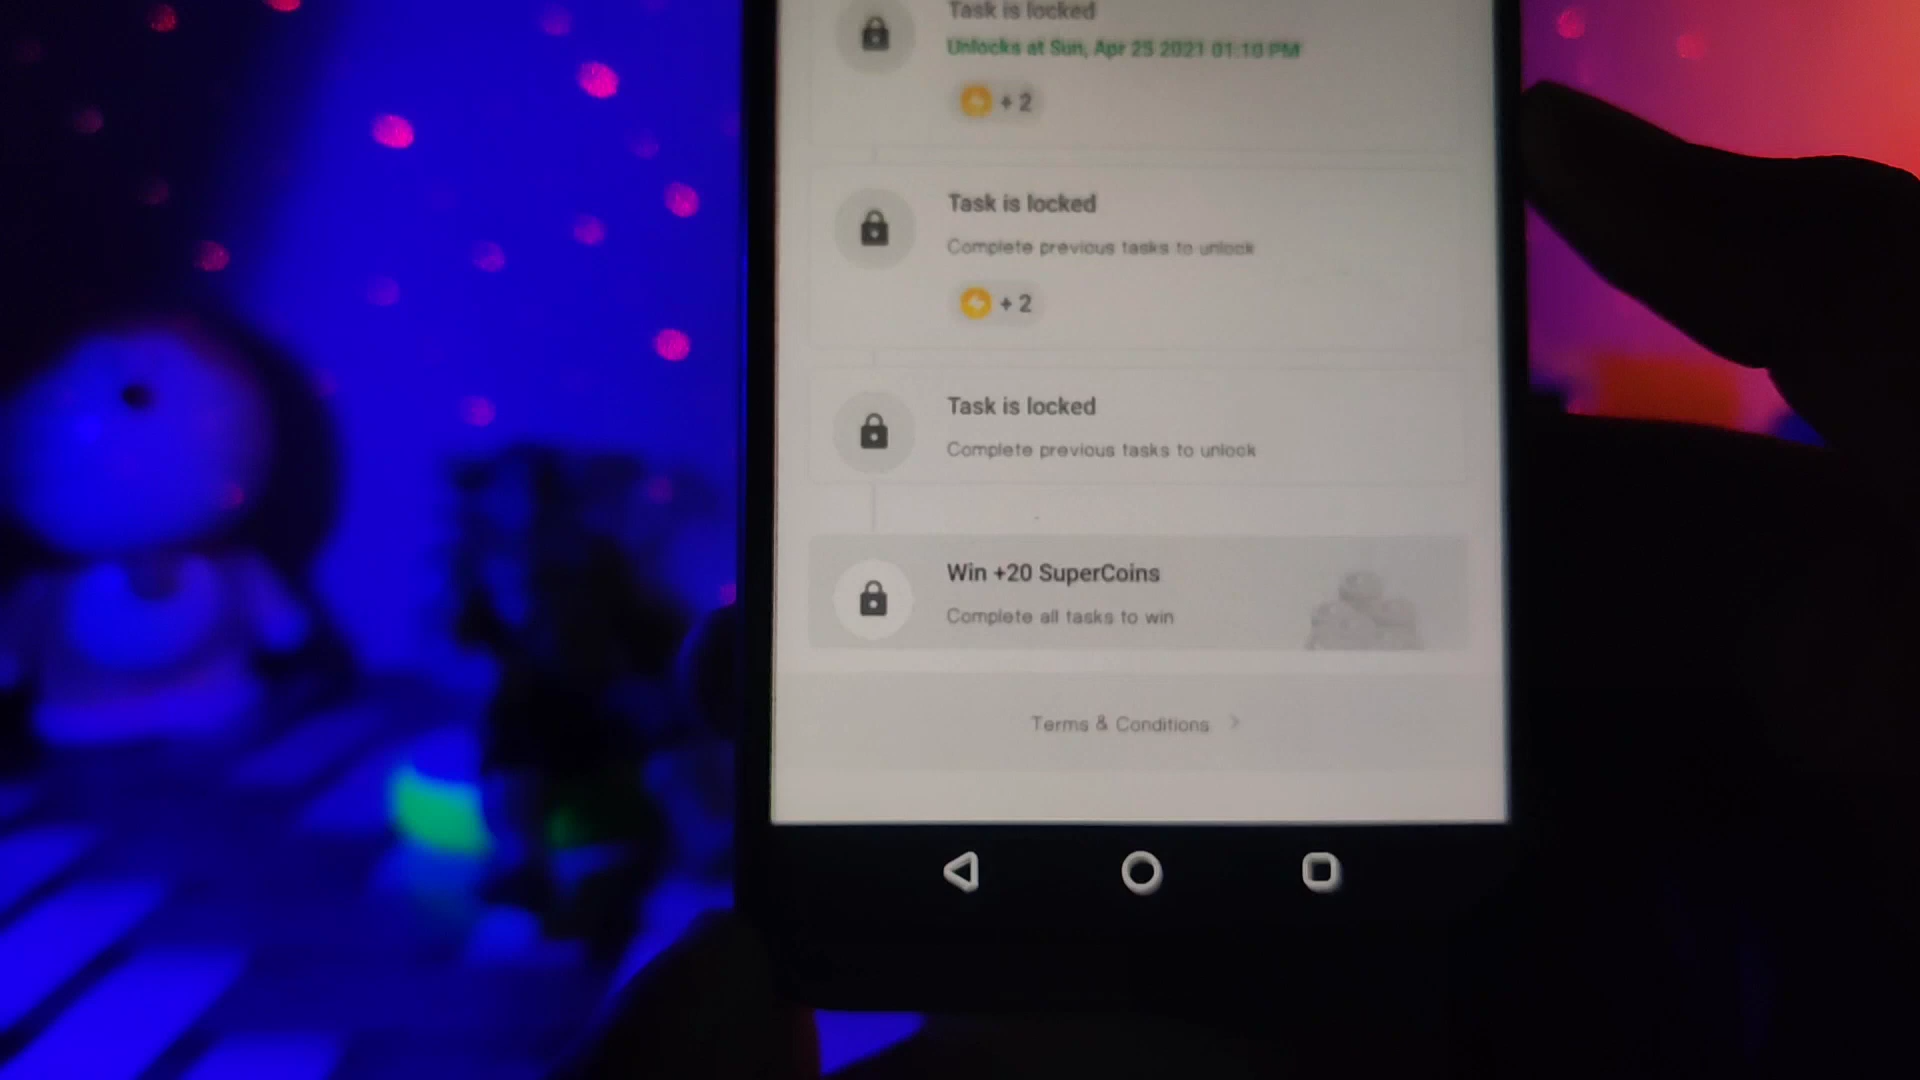 Task is locked
Unlocks at Sun, Apr 25 2021 01:10 PM
+ 2
Task is locked
Complete previous tasks to unlock
+ 2
Task is locked
Complete previous tasks to unlock
Win +20 SuperCoins
Complete all tasks to win
Terms & Conditions >